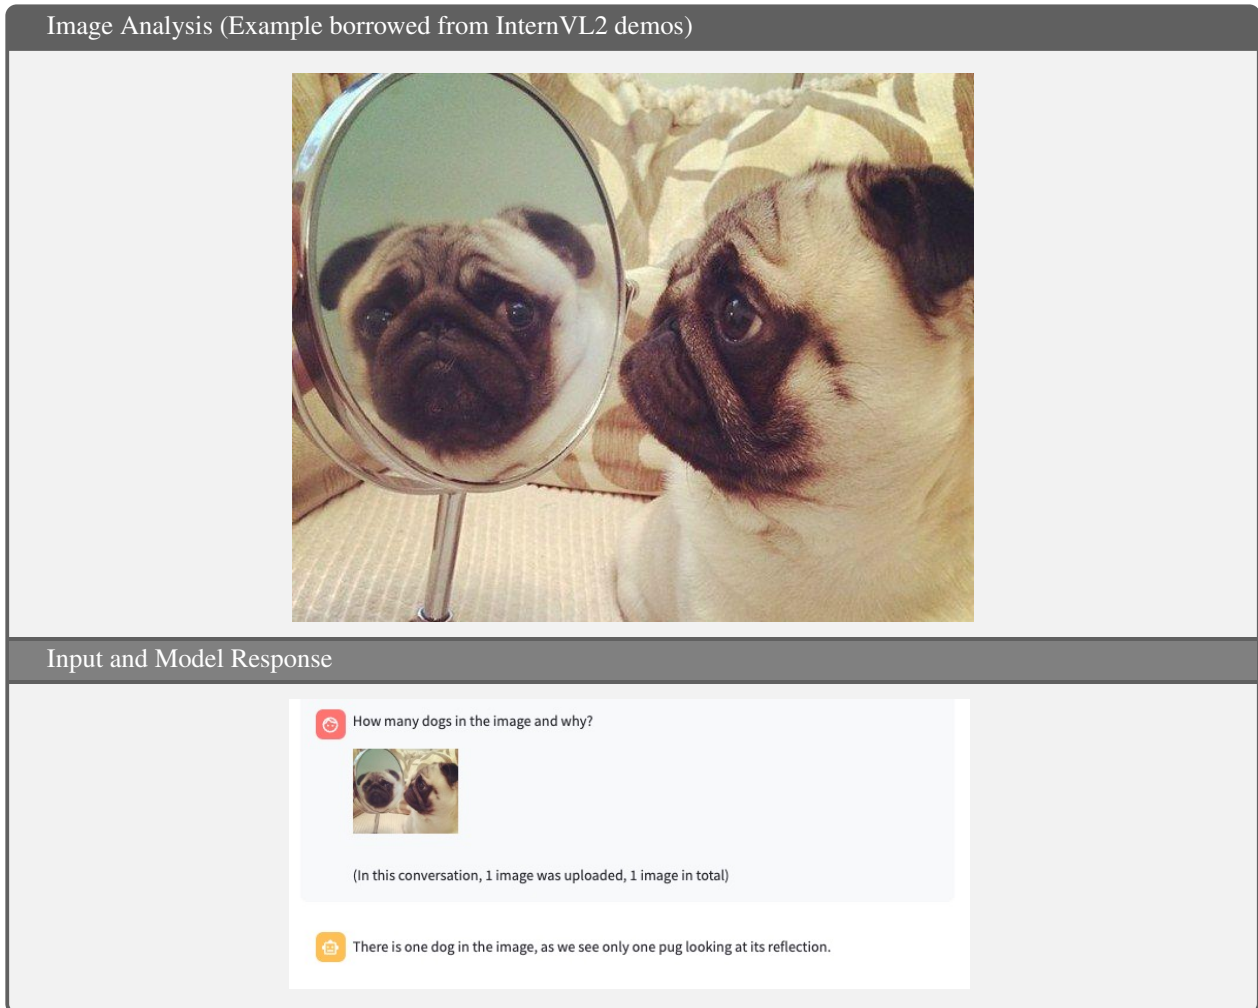 Image Analysis (Example borrowed from InternVL2 demos)
Input and Model Response
How many dogs in the image and why?
(In this conversation, 1 image was uploaded, 1 image in total)
There is one dog in the image, as we see only one pug looking at its reflection.